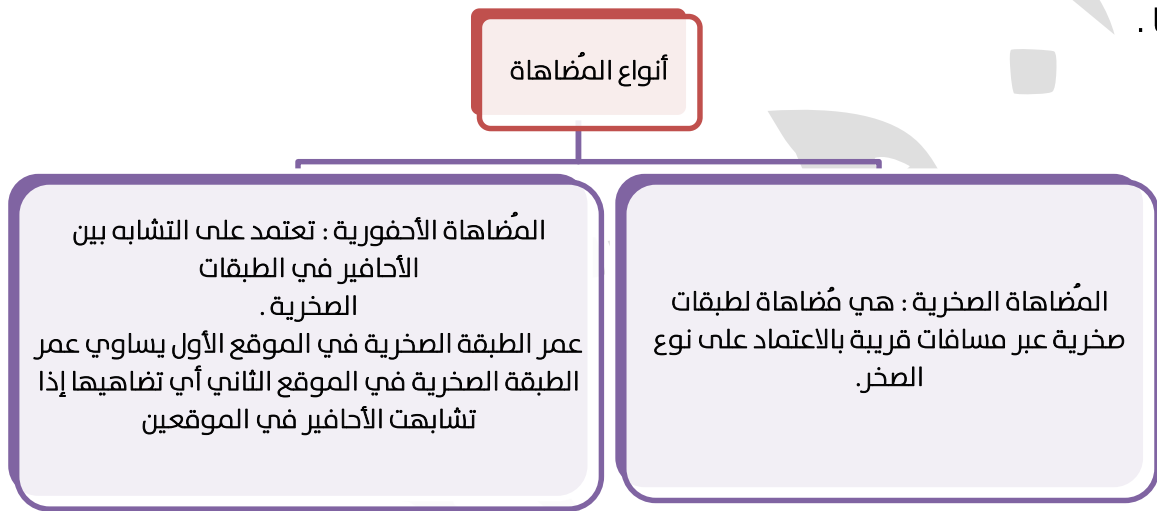 أنواع المُضاهاة
المُضاهاة الصخرية : هي مُضاهاة لطبقات
صخرية عبر مسافات قريبة بالاعتماد على نوع
الصخر.
المُضاهاة الأحفورية : تعتمد على التشابه بين
الأحافير في الطبقات
الصخرية .
عمر الطبقة الصخرية في الموقع الأول يساوي عمر
الطبقة الصخرية في الموقع الثاني أي تضاهيها إذا
تشابهت الأحافير في الموقعين